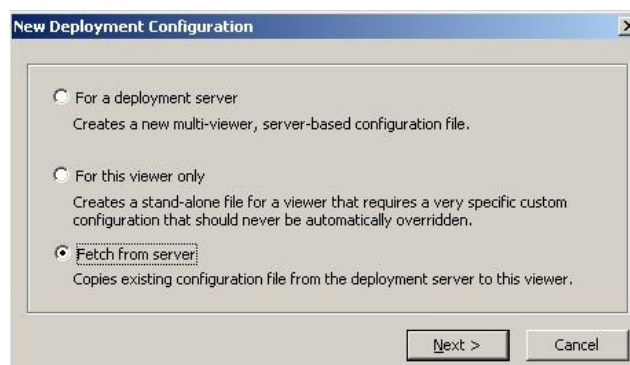 New Deployment Configuration
For a deployment server
Creates a new multi-viewer, server-based configuration file.
For this viewer only
Creates a stand-alone file for a viewer that requires a very specific custom
configuration that should never be automatically overridden.
Fetch from server
Copies existing configuration file from the deployment server to this viewer.
Next >
Cancel